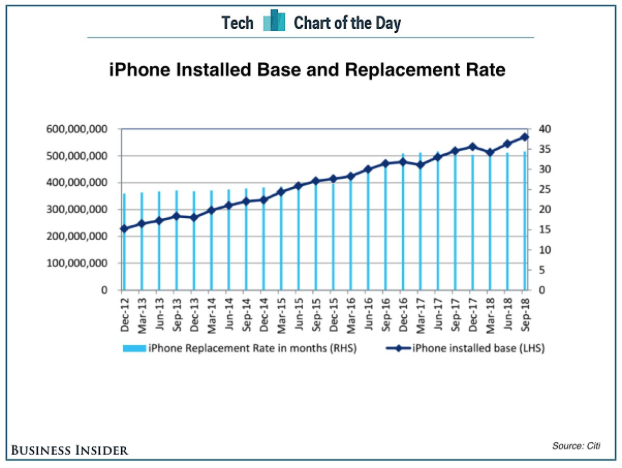 Tech Chart of the Day
iPhone Installed Base and Replacement Rate
600,000,000
500,000,000
400,000,000
300,000,000
200,000,000
100,000,000
0
40
35
30
25
20
15
10
5
0
Dec-12
Mar-13
Jun-13
Sep-13
Dec-13
Mar-14
Jun-14
Sep-14
Dec-14
Mar-15
Jun-15
Sep-15
Dec-15
Mar-16
Jun-16
Sep-16
Dec-16
Mar-17
Jun-17
Sep-17
Dec-17
Mar-18
Jun-18
Sep-18
iPhone Replacement Rate in months (RHS)
iPhone installed base (LHS)
BUSINESS INSIDER
Source: Citi